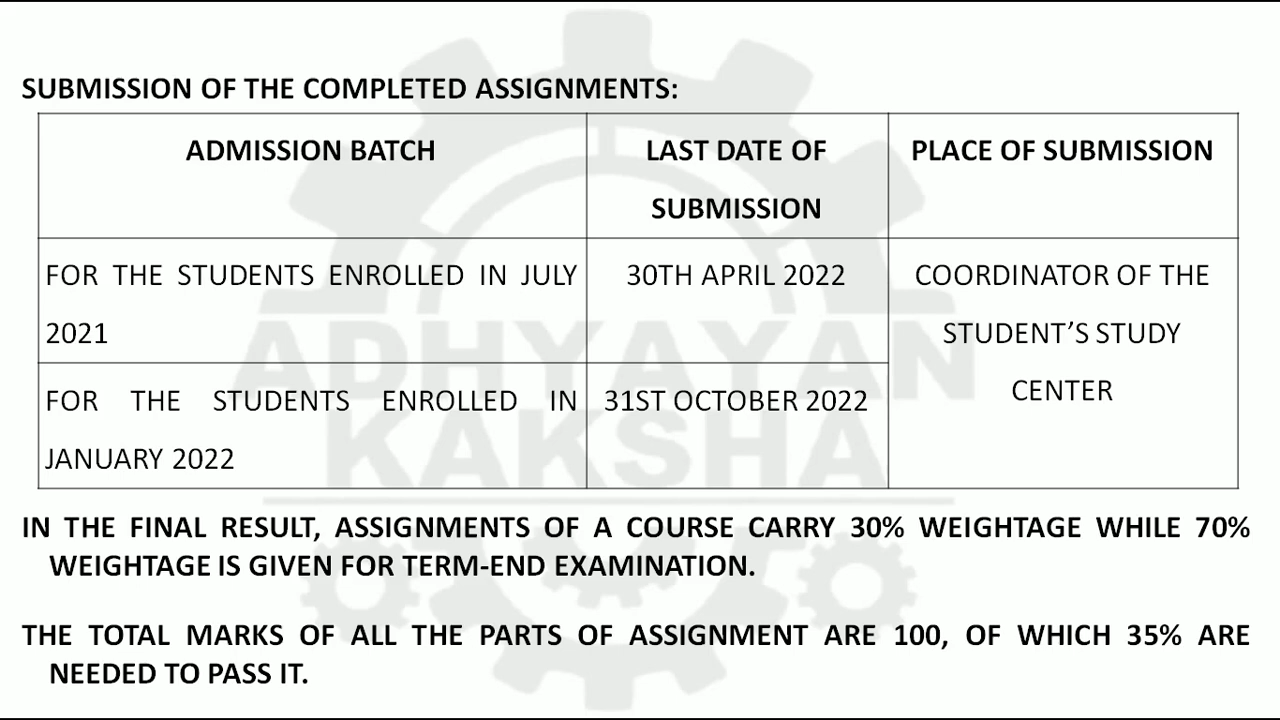 SUBMISSION OF THE COMPLETED ASSIGNMENTS:
ADMISSION BATCH
LAST DATE OF
SUBMISSION
PLACE OF SUBMISSION
FOR THE STUDENTS ENROLLED IN JULY
2021
30TH APRIL 2022
COORDINATOR OF THE
STUDENT’S STUDY
CENTER
FOR THE STUDENTS ENROLLED IN
JANUARY 2022
31ST OCTOBER 2022
ADHYAYAN
KAKSHA
IN THE FINAL RESULT, ASSIGNMENTS OF A COURSE CARRY 30% WEIGHTAGE WHILE 70%
WEIGHTAGE IS GIVEN FOR TERM-END EXAMINATION.
THE TOTAL MARKS OF ALL THE PARTS OF ASSIGNMENT ARE 100, OF WHICH 35% ARE
NEEDED TO PASS IT.